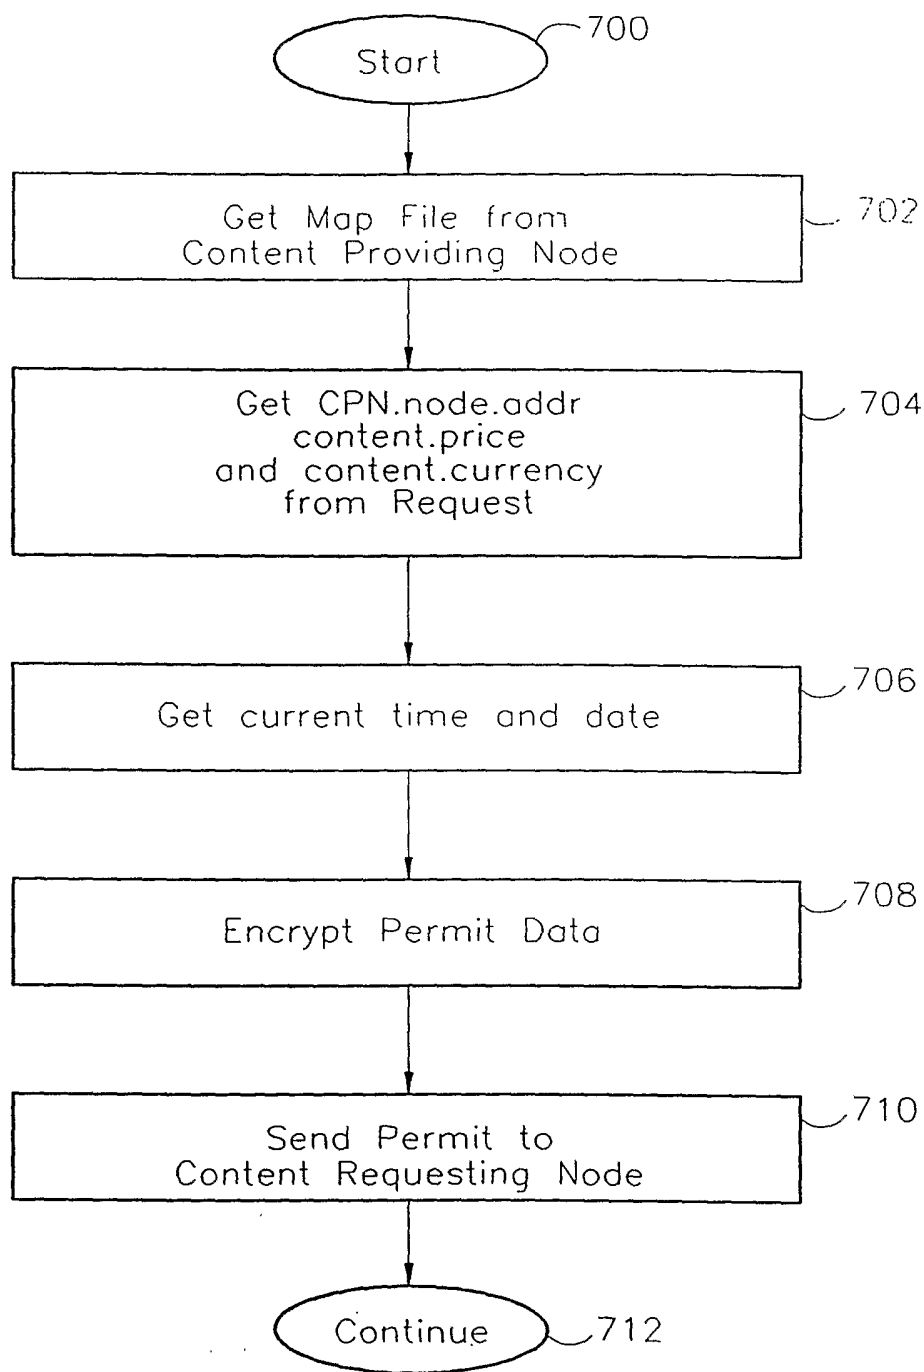 700
Start
702
Get Map File from
Content Providing Node
704
Get CPN.node.addr
content.price
and content.currency
from Request
706
Get current time and date
708
Encrypt Permit Data
710
Send Permit to
Content Requesting Node
Continue
712